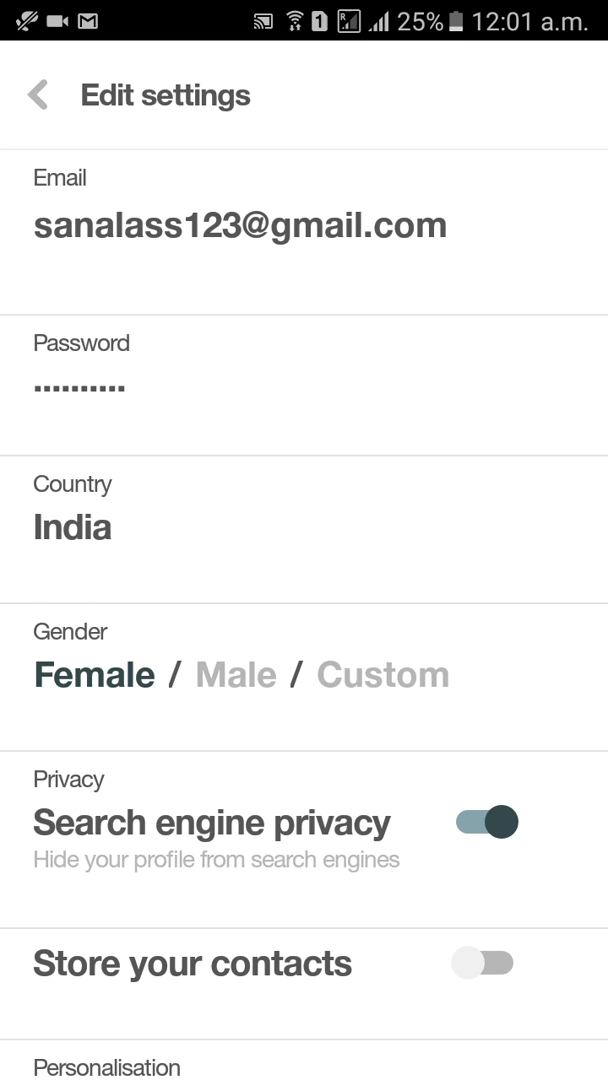 1 R 25% 12:01 a.m.
Edit settings
Email
sanalass123@gmail.com
Password
••••••••••
Country
India
Gender
Female / Male / Custom
Privacy
Search engine privacy
Hide your profile from search engines
Store your contacts
Personalisation